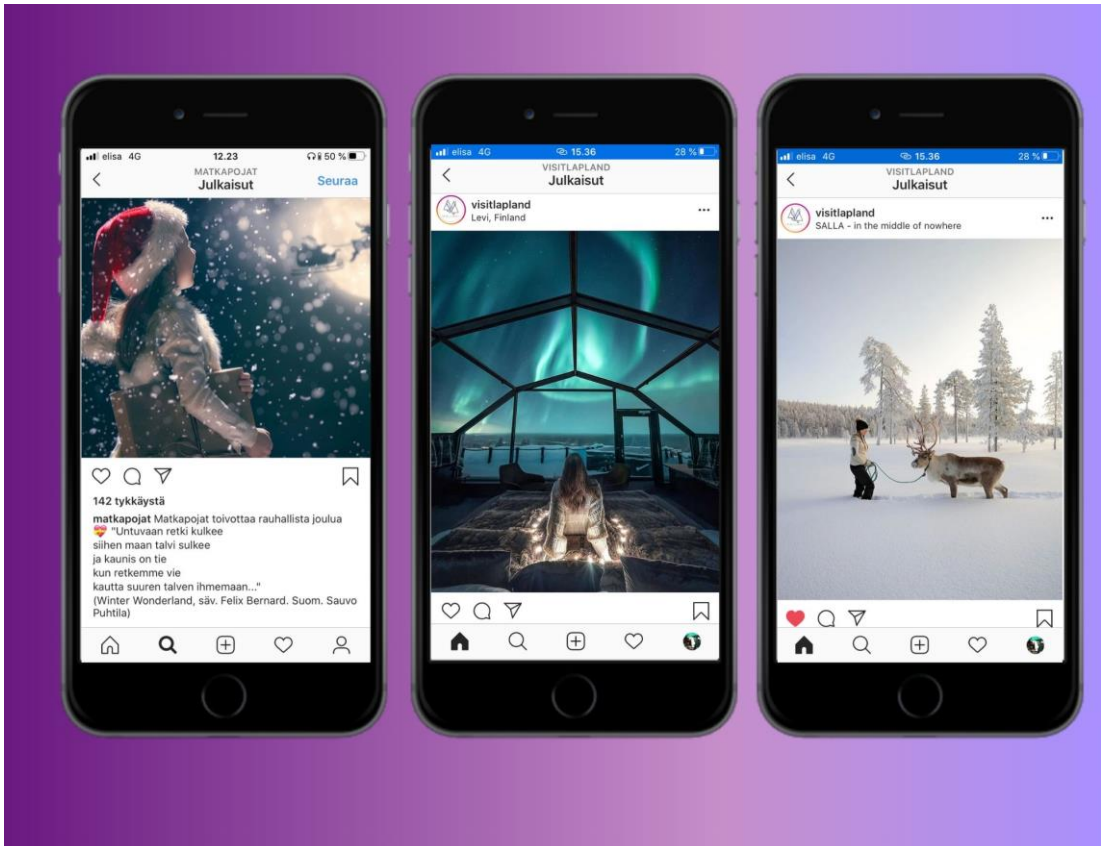 elisa 4G 12.23 50 %
MATKAPOJAT
Julkaisut
Seuraa
142 tykkäystä
matkapojat Matkapojat toivottaa rauhallista joulua
"Untuvaan retki kulkee
siihen maan talvi sulkee
ja kaunis on tie
kun retkemme vie
kautta suuren talven ihmemaan..."
(Winter Wonderland, säv. Felix Bernard. Suom. Sauvo
Puhtila)
elisa 4G 15.36 28 %
VISITLAPLAND
Julkaisut
visitlapland
Levi, Finland
elisa 4G 15.36 28 %
VISITLAPLAND
Julkaisut
visitlapland
SALLA - in the middle of nowhere